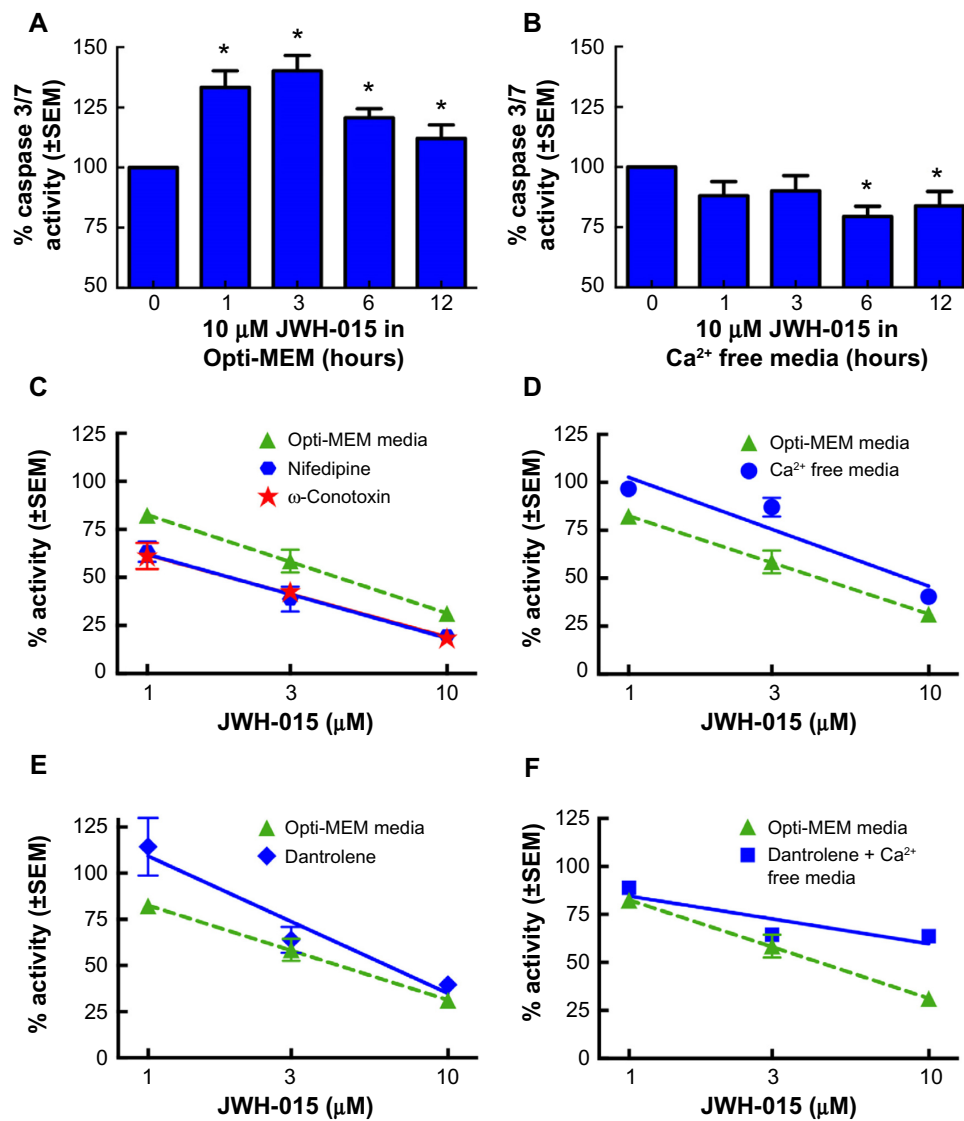 A
% caspase 3/7
activity (±SEM)
150
125
100
75
50
* * * *
0 1 3 6 12
10 μM JWH-015 in
Opti-MEM (hours)
B
% caspase 3/7
activity (±SEM)
150
125
100
75
50
* *
0 1 3 6 12
10 μM JWH-015 in
Ca²⁺ free media (hours)
C
% activity (±SEM)
125
100
75
50
25
0
Opti-MEM media
Nifedipine
ω-Conotoxin
1 3 10
JWH-015 (μM)
D
% activity (±SEM)
125
100
75
50
25
0
Opti-MEM media
Ca²⁺ free media
1 3 10
JWH-015 (μM)
E
% activity (±SEM)
125
100
75
50
25
0
Opti-MEM media
Dantrolene
1 3 10
JWH-015 (μM)
F
% activity (±SEM)
125
100
75
50
25
0
Opti-MEM media
Dantrolene + Ca²⁺
free media
1 3 10
JWH-015 (μM)